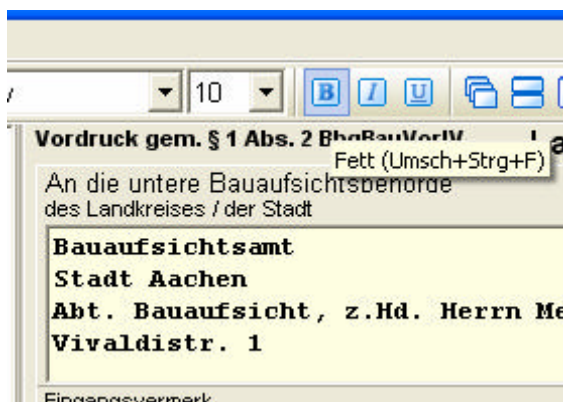 10 B I U
Vordruck gem. § 1 Abs. 2
Fett (Umsch+Strg+F)
An die untere Bauaufsichtsbehörde
des Landkreises / der Stadt
Bauaufsichtsamt
Stadt Aachen
Abt. Bauaufsicht, z.Hd. Herrn Me
Vivaldistr. 1
Eingangsvermerk